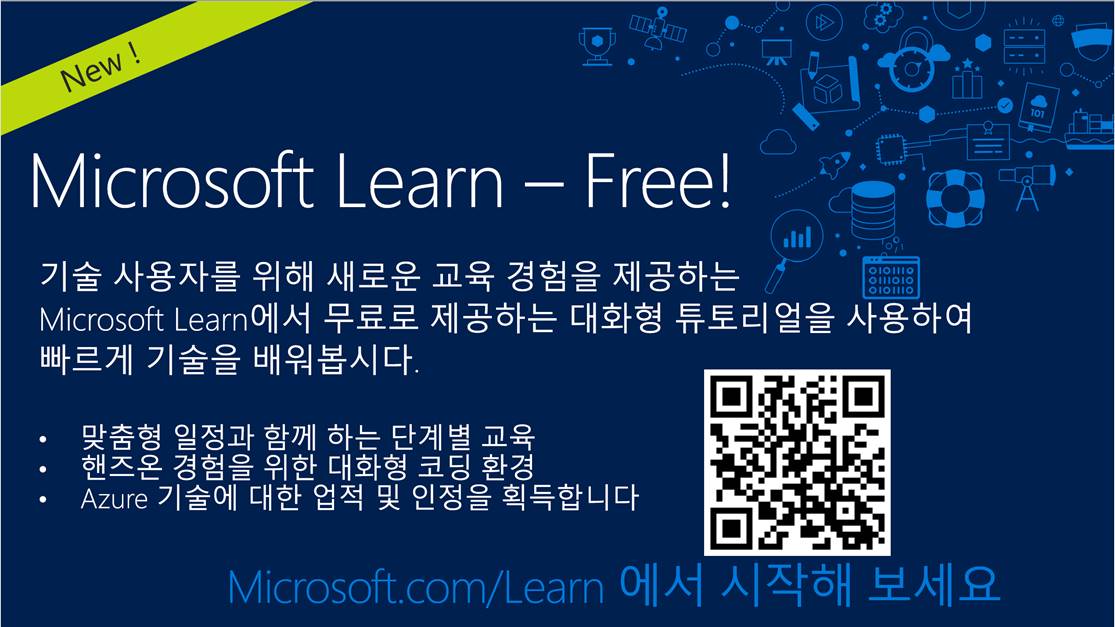 New !
101
Microsoft Learn – Free!
기술 사용자를 위해 새로운 교육 경험을 제공하는
Microsoft Learn에서 무료로 제공하는 대화형 튜토리얼을 사용하여
빠르게 기술을 배워봅시다.
• 맞춤형 일정과 함께 하는 단계별 교육
• 핸즈온 경험을 위한 대화형 코딩 환경
• Azure 기술에 대한 업적 및 인정을 획득합니다
Microsoft.com/Learn 에서 시작해 보세요